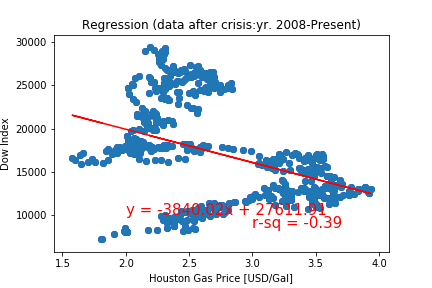 Regression (data after crisis:yr. 2008-Present)
30000
25000
20000
15000
10000
Dow Index
y = -3840.02x + 27611.91
r-sq = -0.39
1.5 2.0 2.5 3.0 3.5 4.0
Houston Gas Price [USD/Gal]